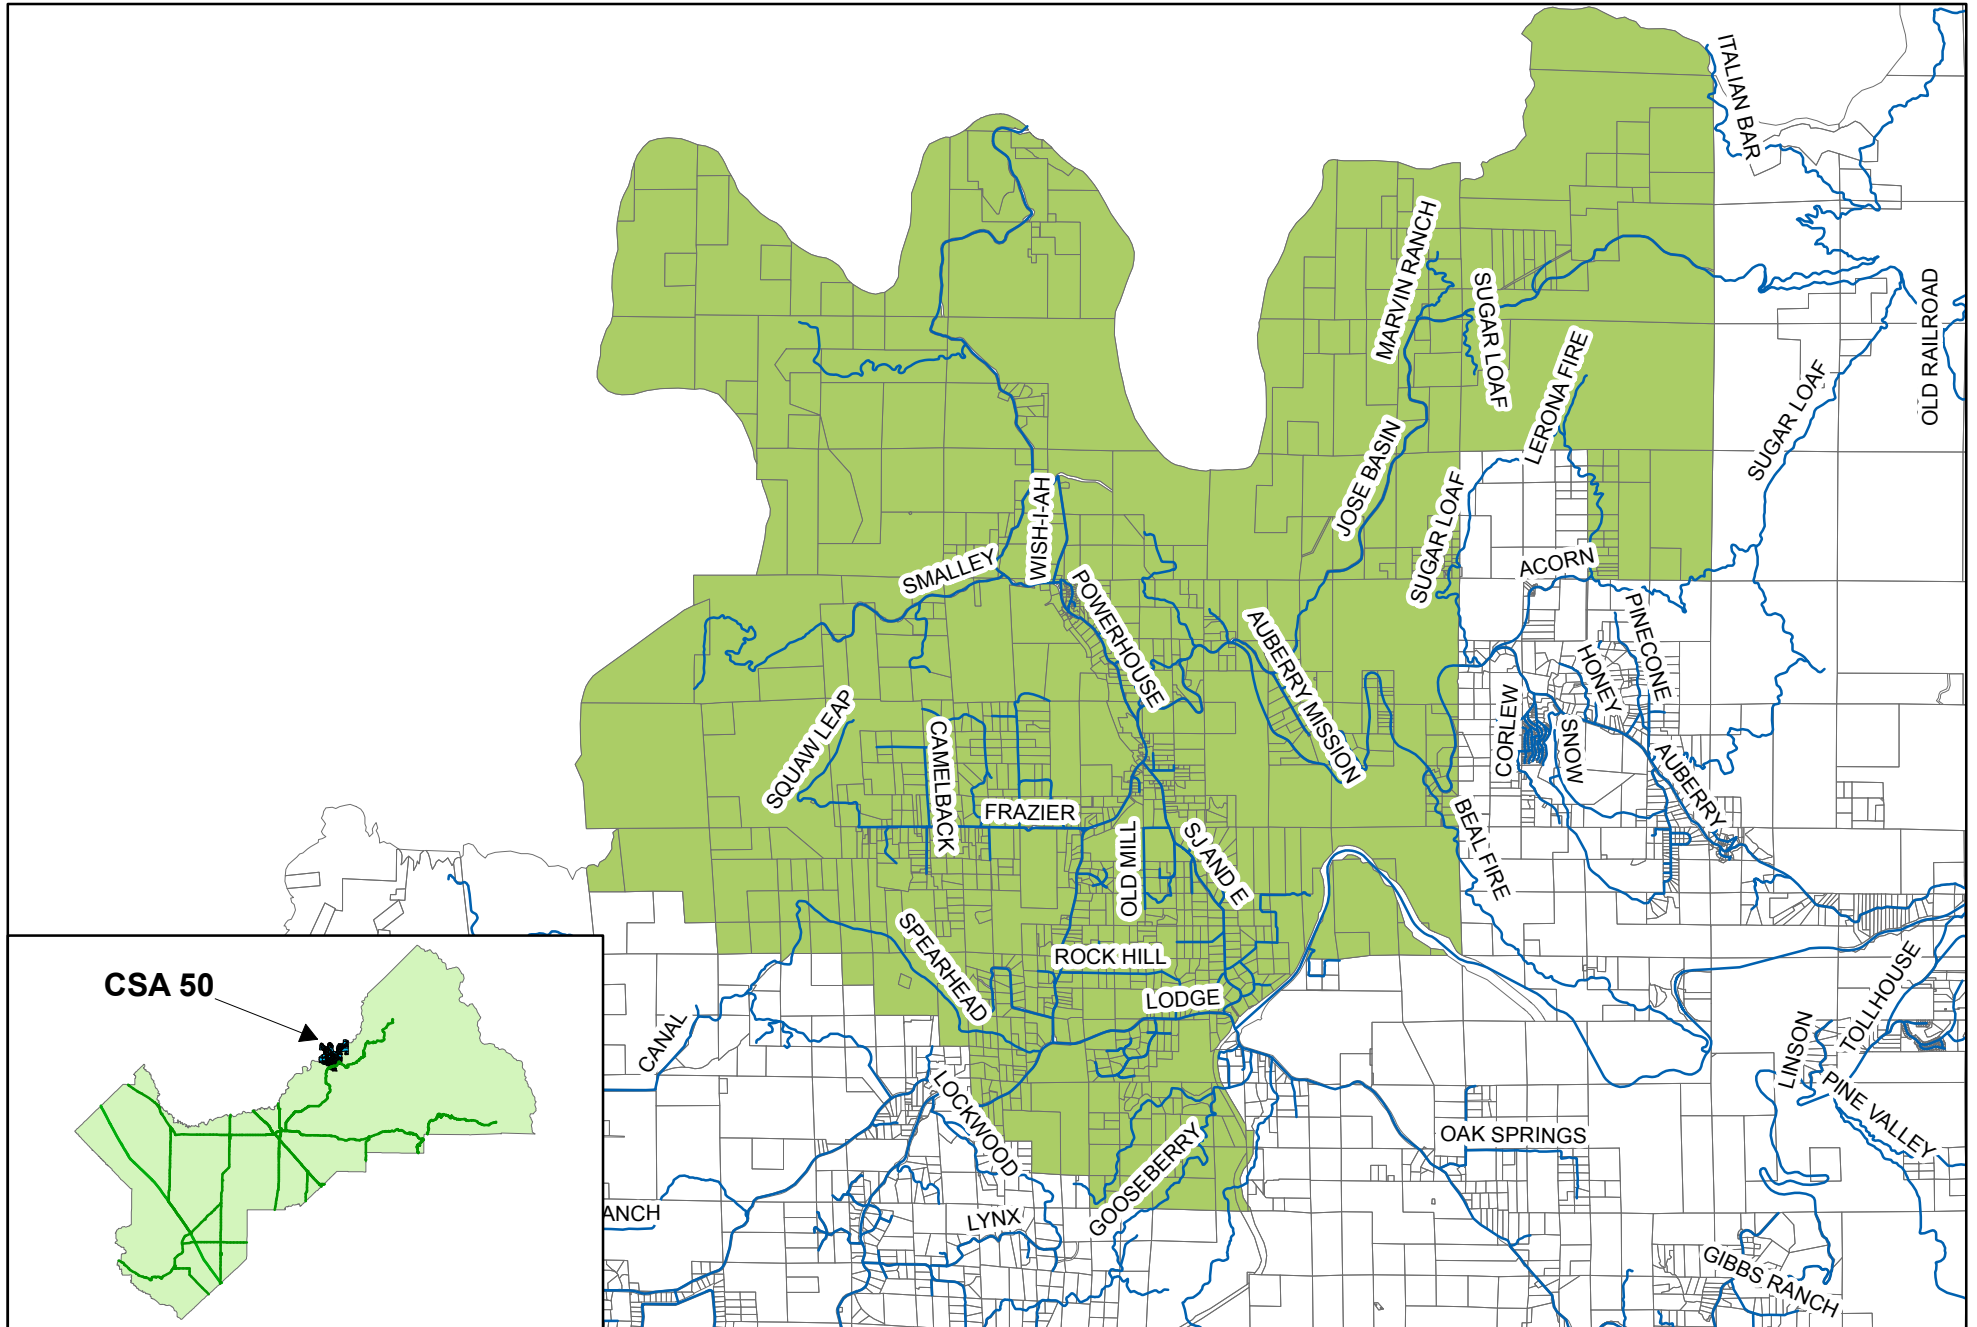 ITALIAN BAR
MARVIN RANCH
SUGAR LOAF
OLD RAILROAD
LERONA FIRE
SUGAR LOAF
JOSE BASIN
SUGAR LOAF
WISH-I-AH
SMALLEY
ACORN
POWERHOUSE
PINECONE
AUBERRY MISSION
HONEY
SQUAW LEAP
CORLEW
SNOW
CAMELBACK
AUBERRY
FRAZIER
BEAL FIRE
OLD MILL
SJ AND E
SPEARHEAD
ROCK HILL
TOLLHOUSE
CSA 50
LODGE
CANAL
LINSON
LOCKWOOD
PINE VALLEY
OAK SPRINGS
GOOSEBERRY
ANCH
LYNX
GIBBS RANCH